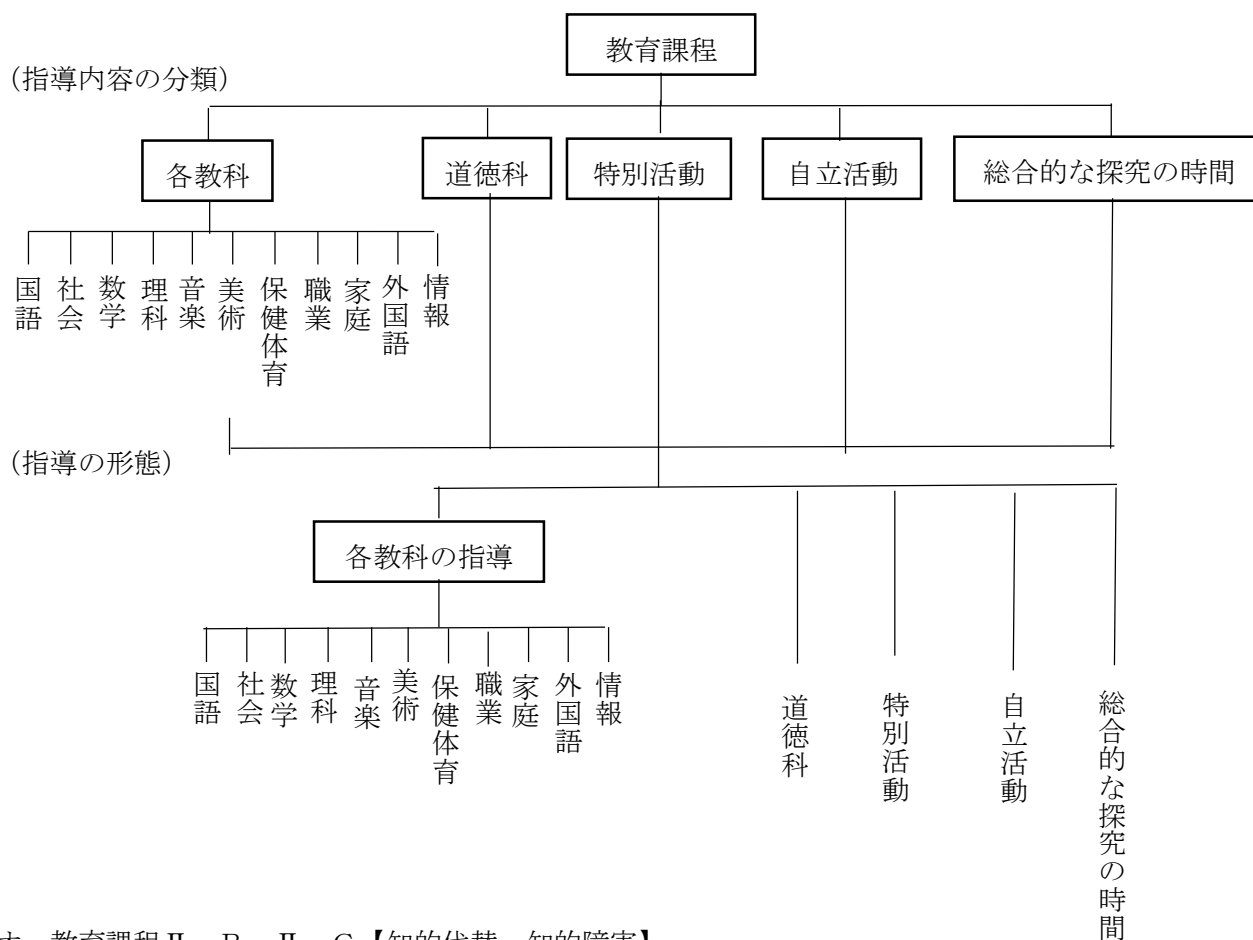 教育課程
(指導内容の分類)
各教科
道徳科
特別活動
自立活動
総合的な探究の時間
国語
社会
数学
理科
音楽
美術
保健体育
職業
家庭
外国語
情報
(指導の形態)
各教科の指導
国語
社会
数学
理科
音楽
美術
保健体育
職業
家庭
外国語
情報
道徳科
特別活動
自立活動
総合的な探究の時間